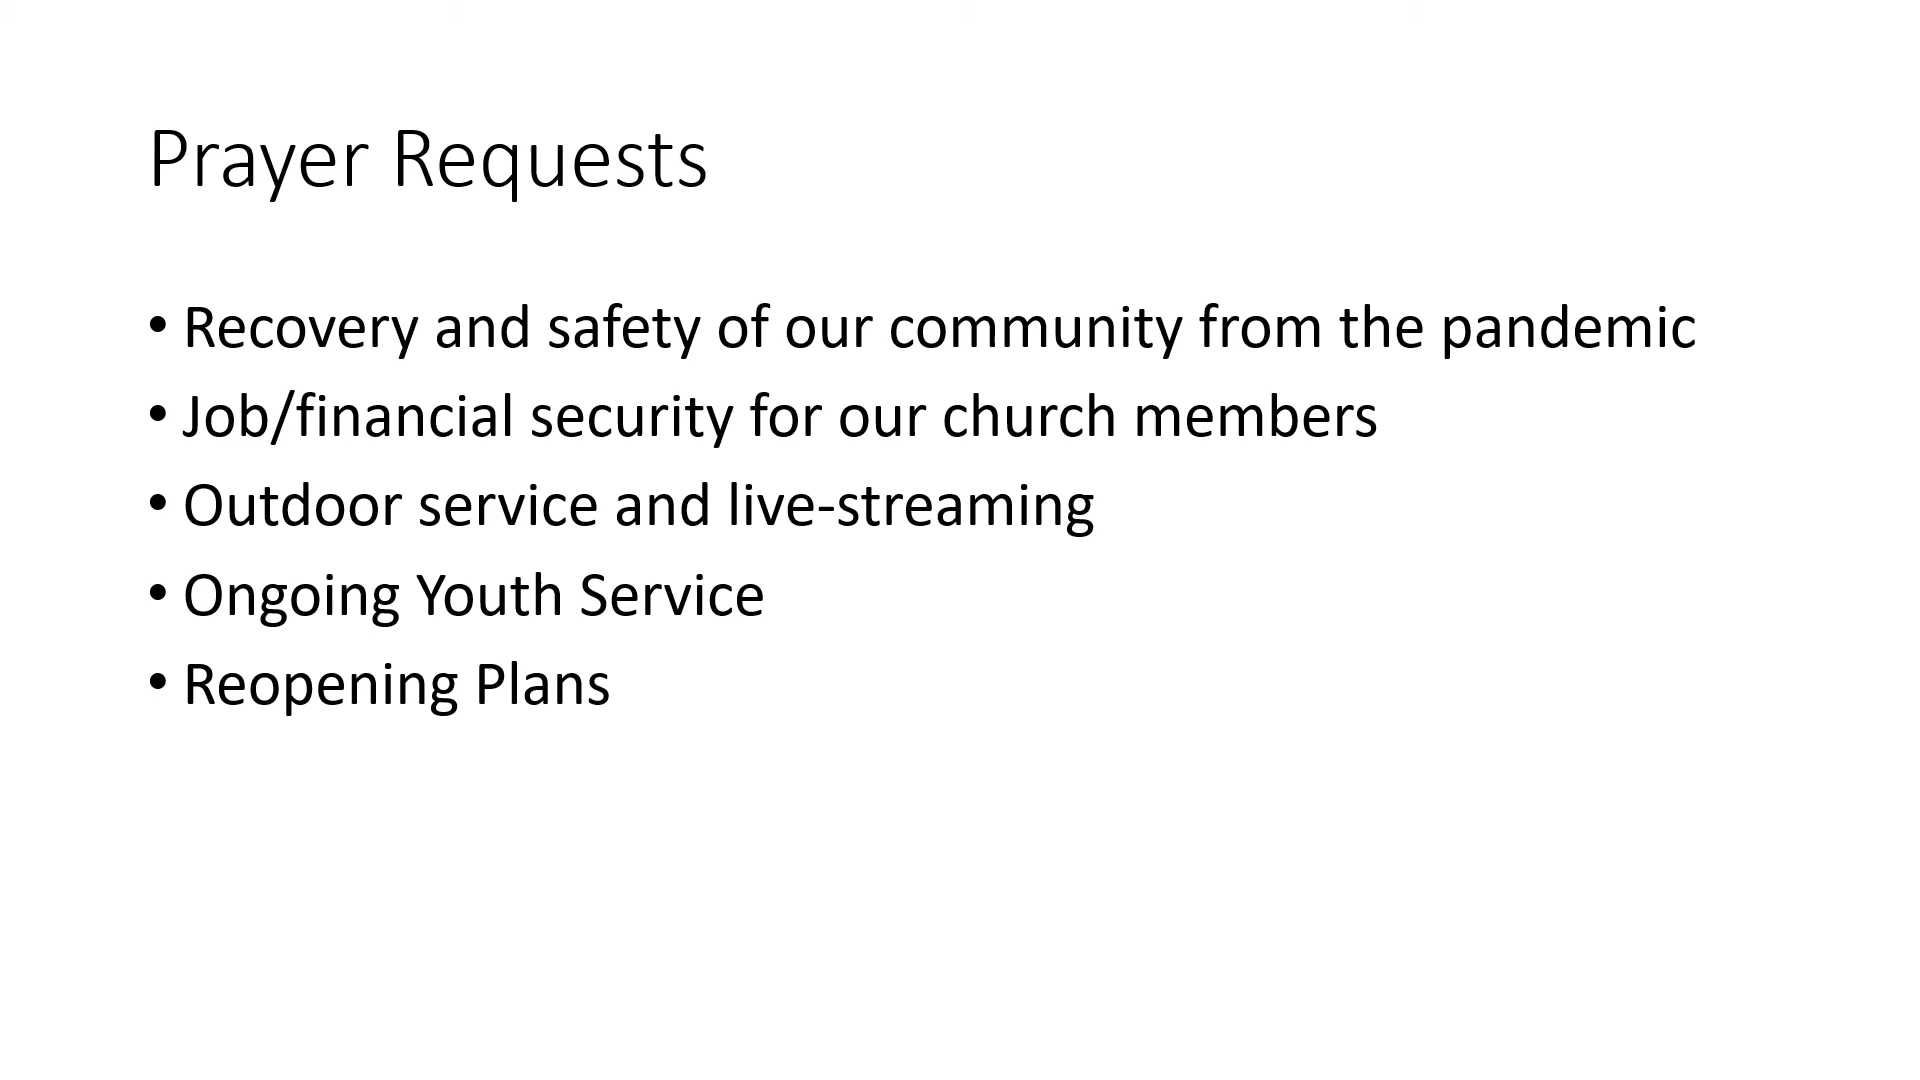 Prayer Requests
• Recovery and safety of our community from the pandemic
• Job/financial security for our church members
• Outdoor service and live-streaming
• Ongoing Youth Service
• Reopening Plans